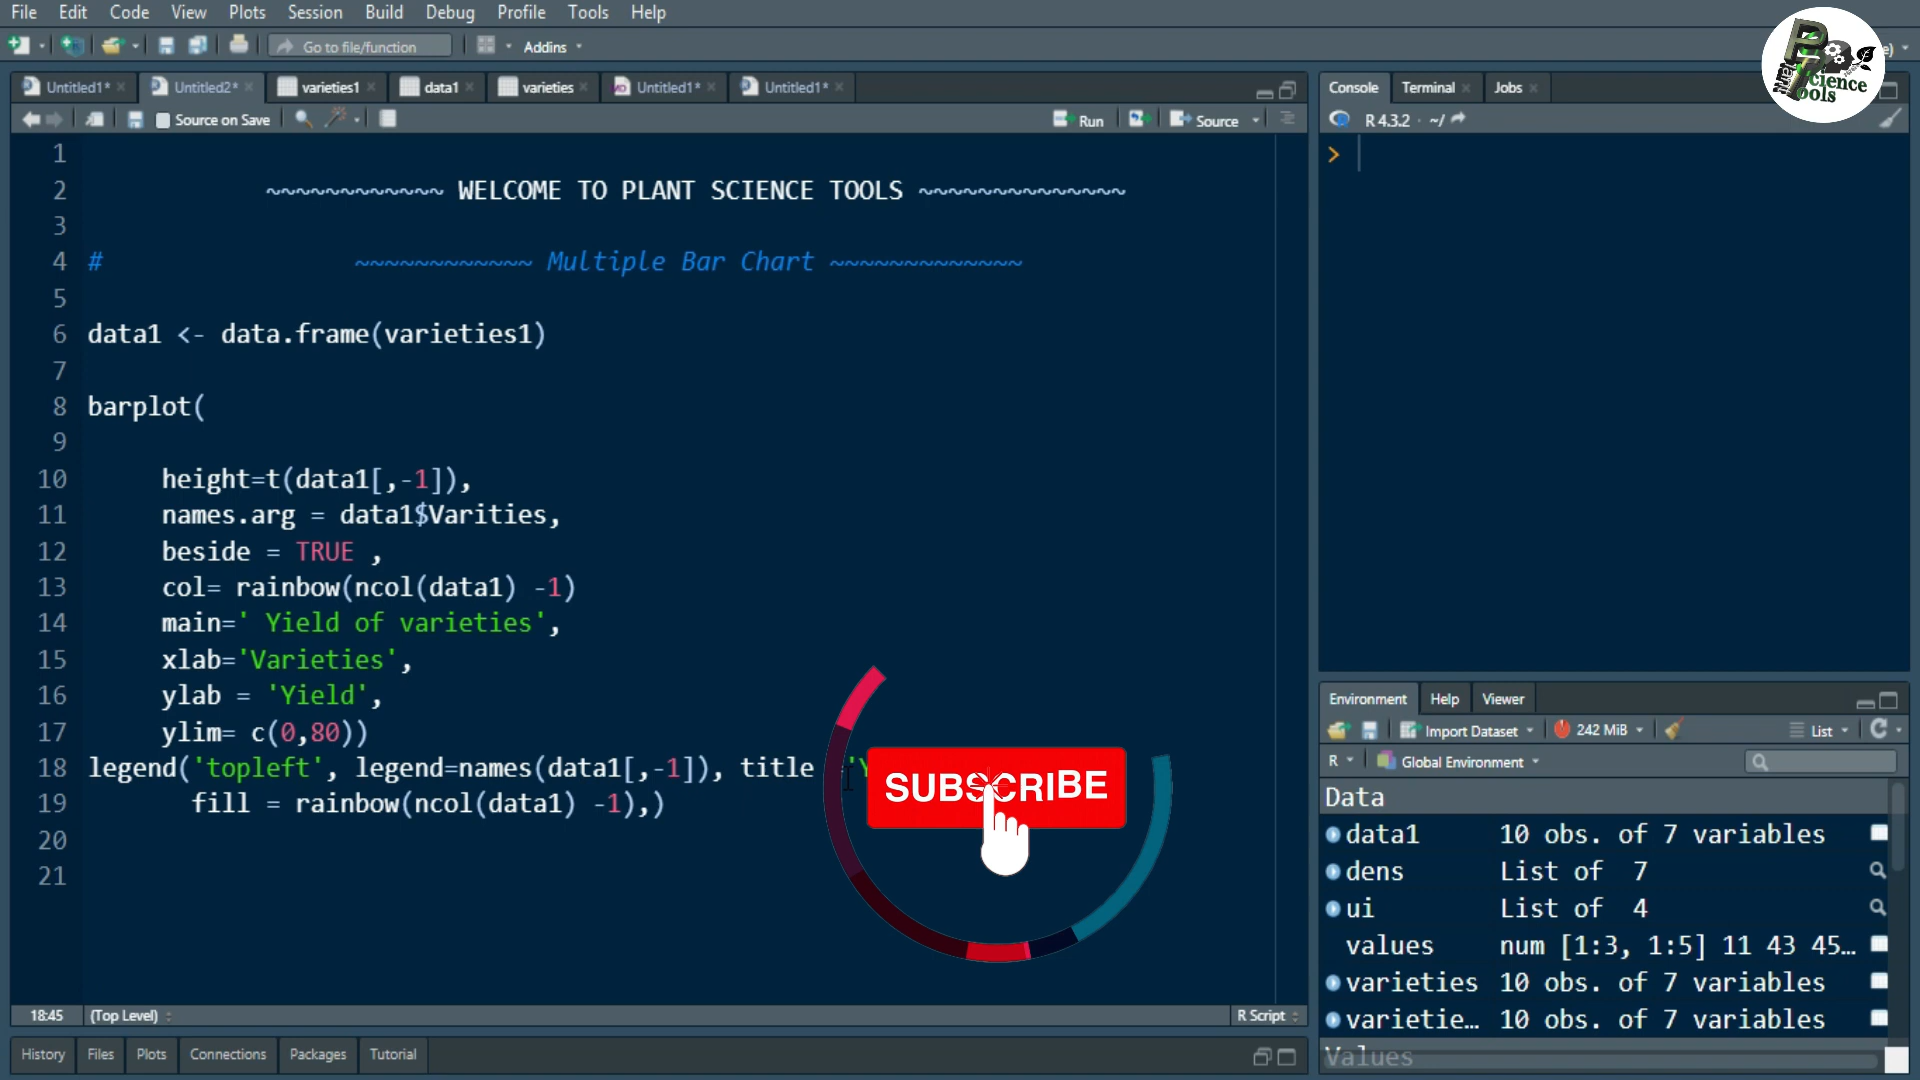 File Edit Code View Plots Session Build Debug Profile Tools Help
Go to file/function Addins
Untitled1* Untitled2* varieties1 data1 varieties Untitled1* Untitled1*
Source on Save Run Source
1
2 ~~~~~~~~~~~~ WELCOME TO PLANT SCIENCE TOOLS ~~~~~~~~~~~~~~
3
4 # ~~~~~~~~~~~~ Multiple Bar Chart ~~~~~~~~~~~~~
5
6 data1 <- data.frame(varieties1)
7
8 barplot(
9
10 height=t(data1[,-1]),
11 names.arg = data1$Varities,
12 beside = TRUE ,
13 col= rainbow(ncol(data1) -1)
14 main=' Yield of varieties',
15 xlab='Varieties',
16 ylab = 'Yield',
17 ylim= c(0,80))
18 legend('topleft', legend=names(data1[,-1]), title
19 fill = rainbow(ncol(data1) -1),)
20
21
SUBSCRIBE
18:45 (Top Level) R Script
History Files Plots Connections Packages Tutorial
Console Terminal Jobs
R 4.3.2 · ~/
>
Plant Science Tools
Environment Help Viewer
Import Dataset 242 MiB List
R Global Environment
Data
data1 10 obs. of 7 variables
dens List of 7
ui List of 4
values num [1:3, 1:5] 11 43 45…
varieties 10 obs. of 7 variables
varietie… 10 obs. of 7 variables
Values